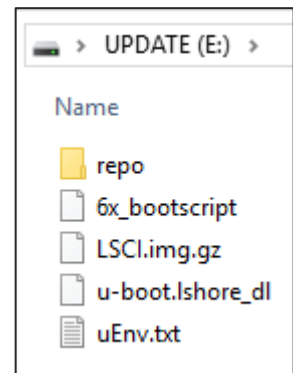 > UPDATE (E:) >
Name
repo
6x_bootscript
LSCI.img.gz
u-boot.lshore_dl
uEnv.txt